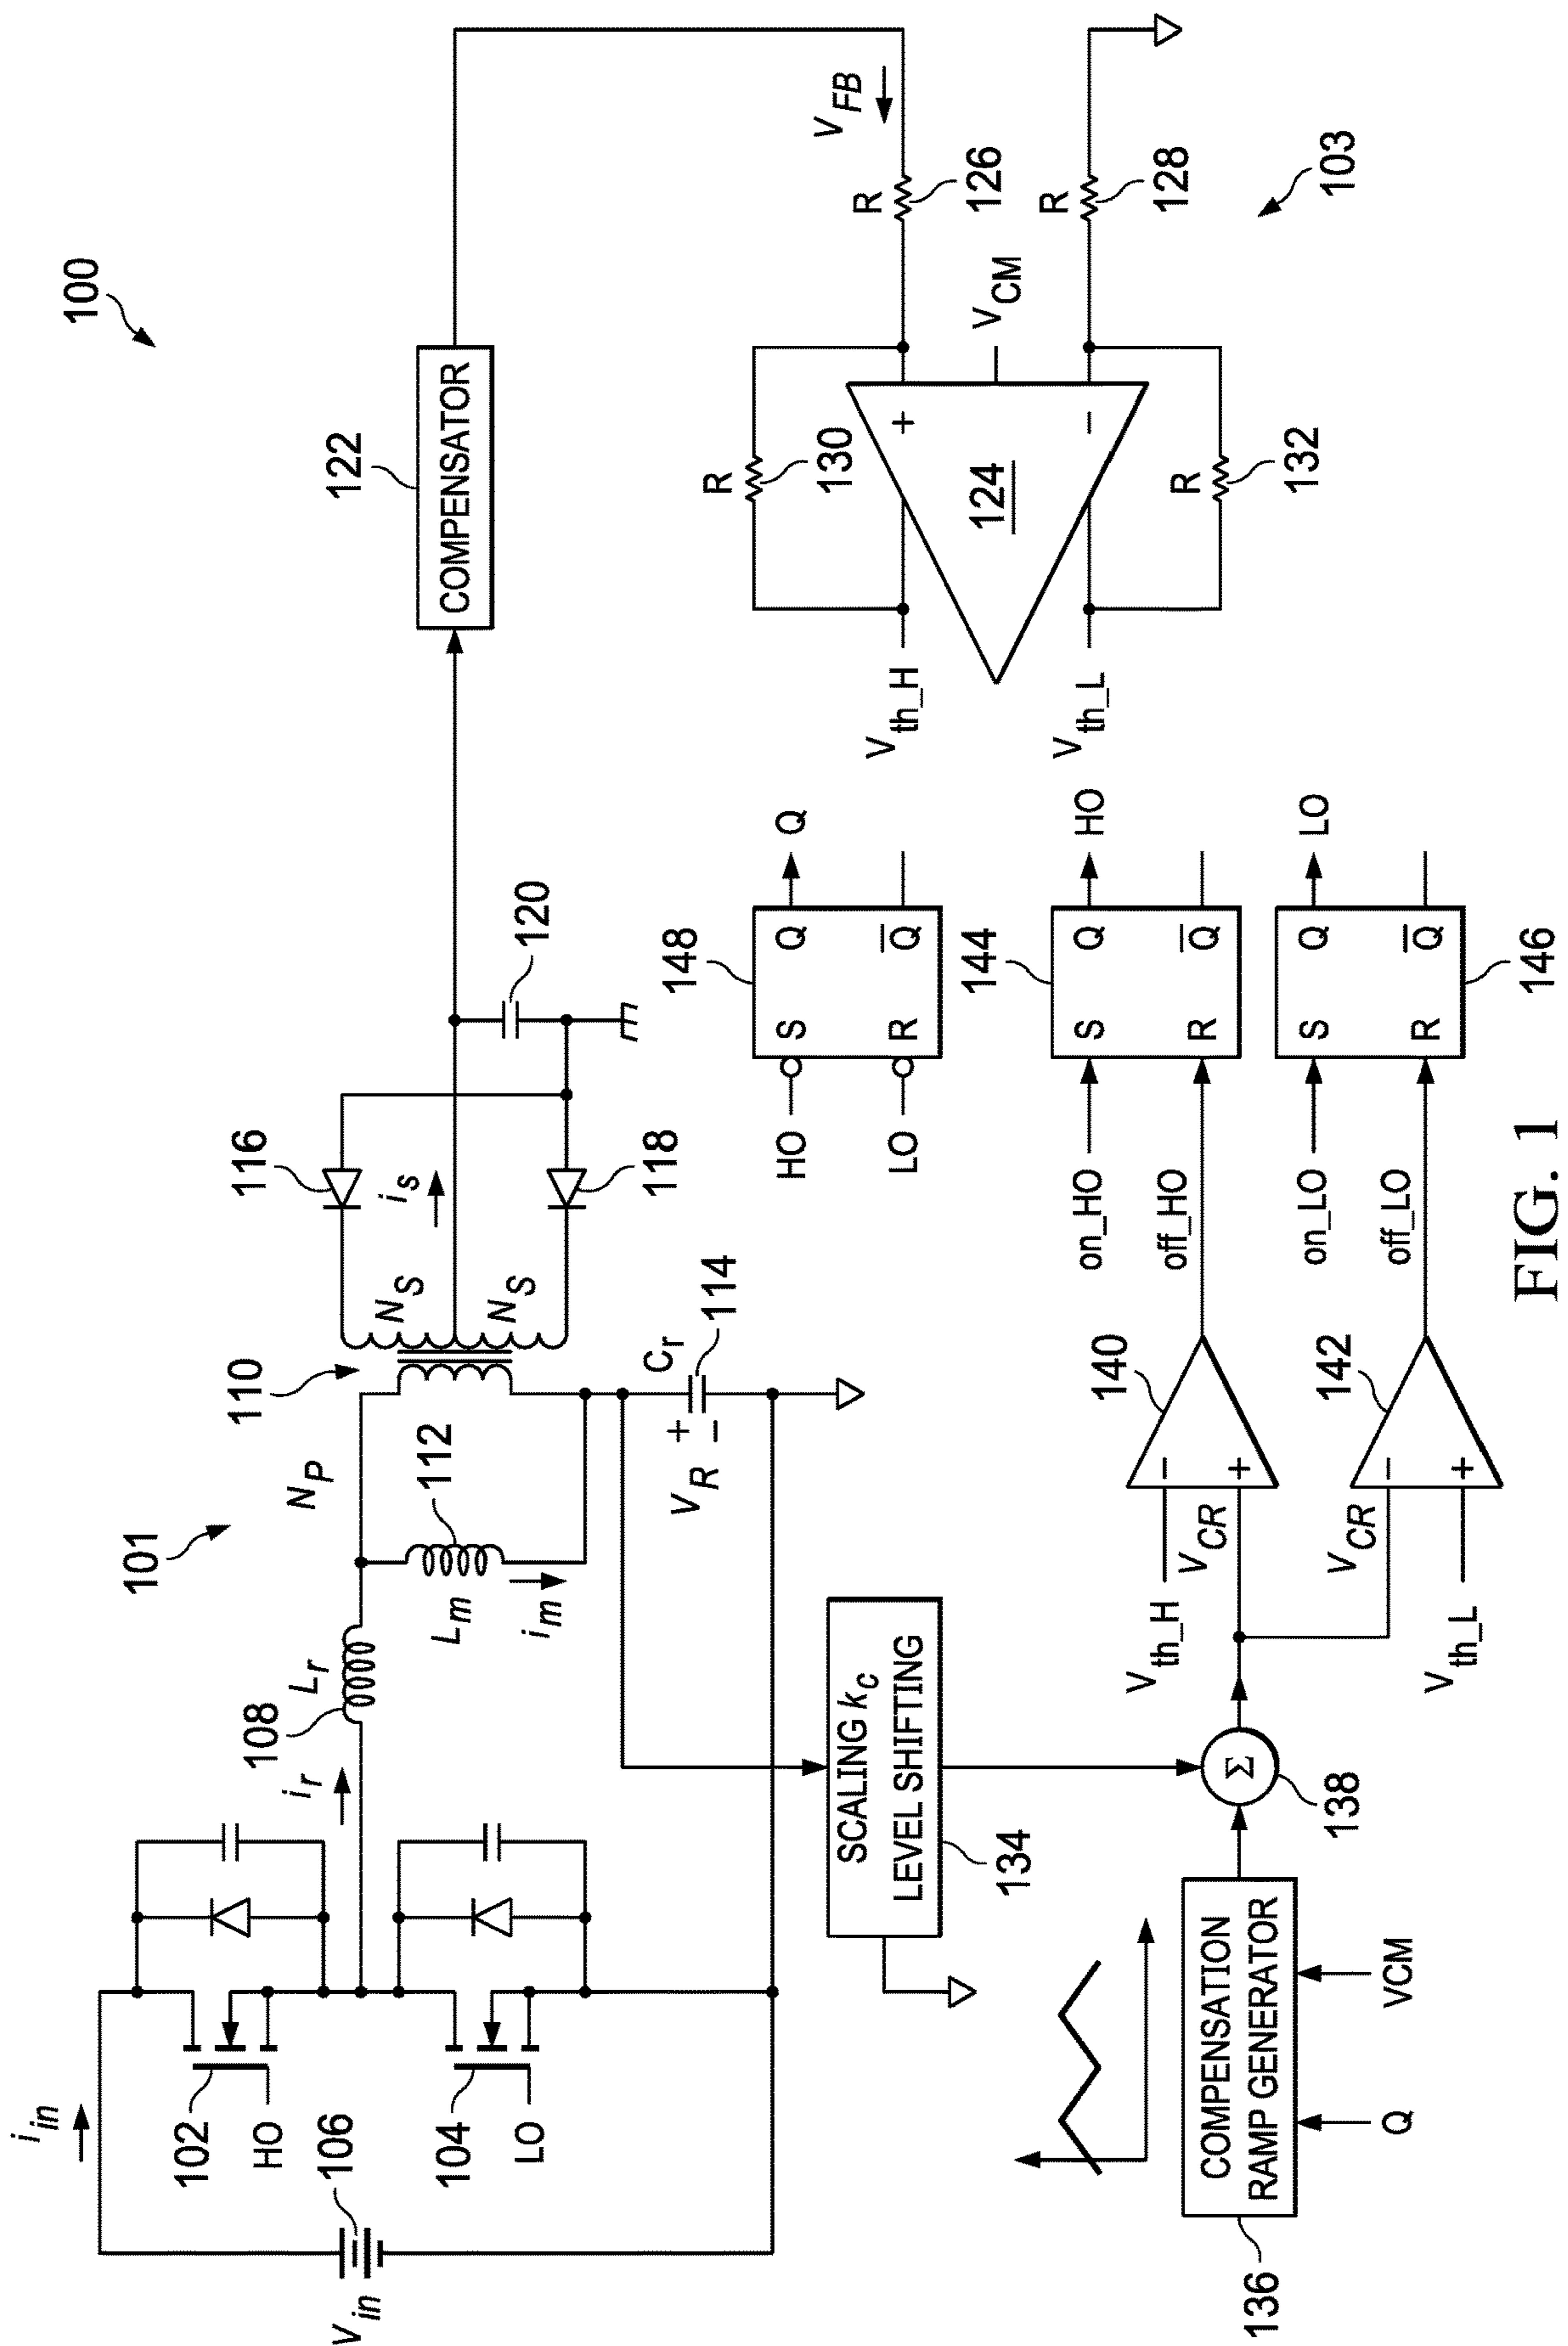 100
101
i_in
102
HO
106
V_in
104
LO
i_r
108
L_r
N_P
L_m
112
i_m
110
N_S
N_S
C_r
114
+
V_R
−
116
i_s
118
120
122
COMPENSATOR
V_FB
R
126
R
128
103
V_CM
R
130
+
124
−
R
132
V_th_H
V_th_L
SCALING k_c
LEVEL SHIFTING
134
148
HO
S
Q
Q
LO
R
Q̅
144
on_HO
S
Q
HO
off_HO
R
Q̅
on_LO
S
Q
LO
off_LO
R
Q̅
146
COMPENSATION
RAMP GENERATOR
136
Q
VCM
Σ
138
V_th_H
V_CR
−
+
140
V_CR
V_th_L
−
+
142
FIG. 1